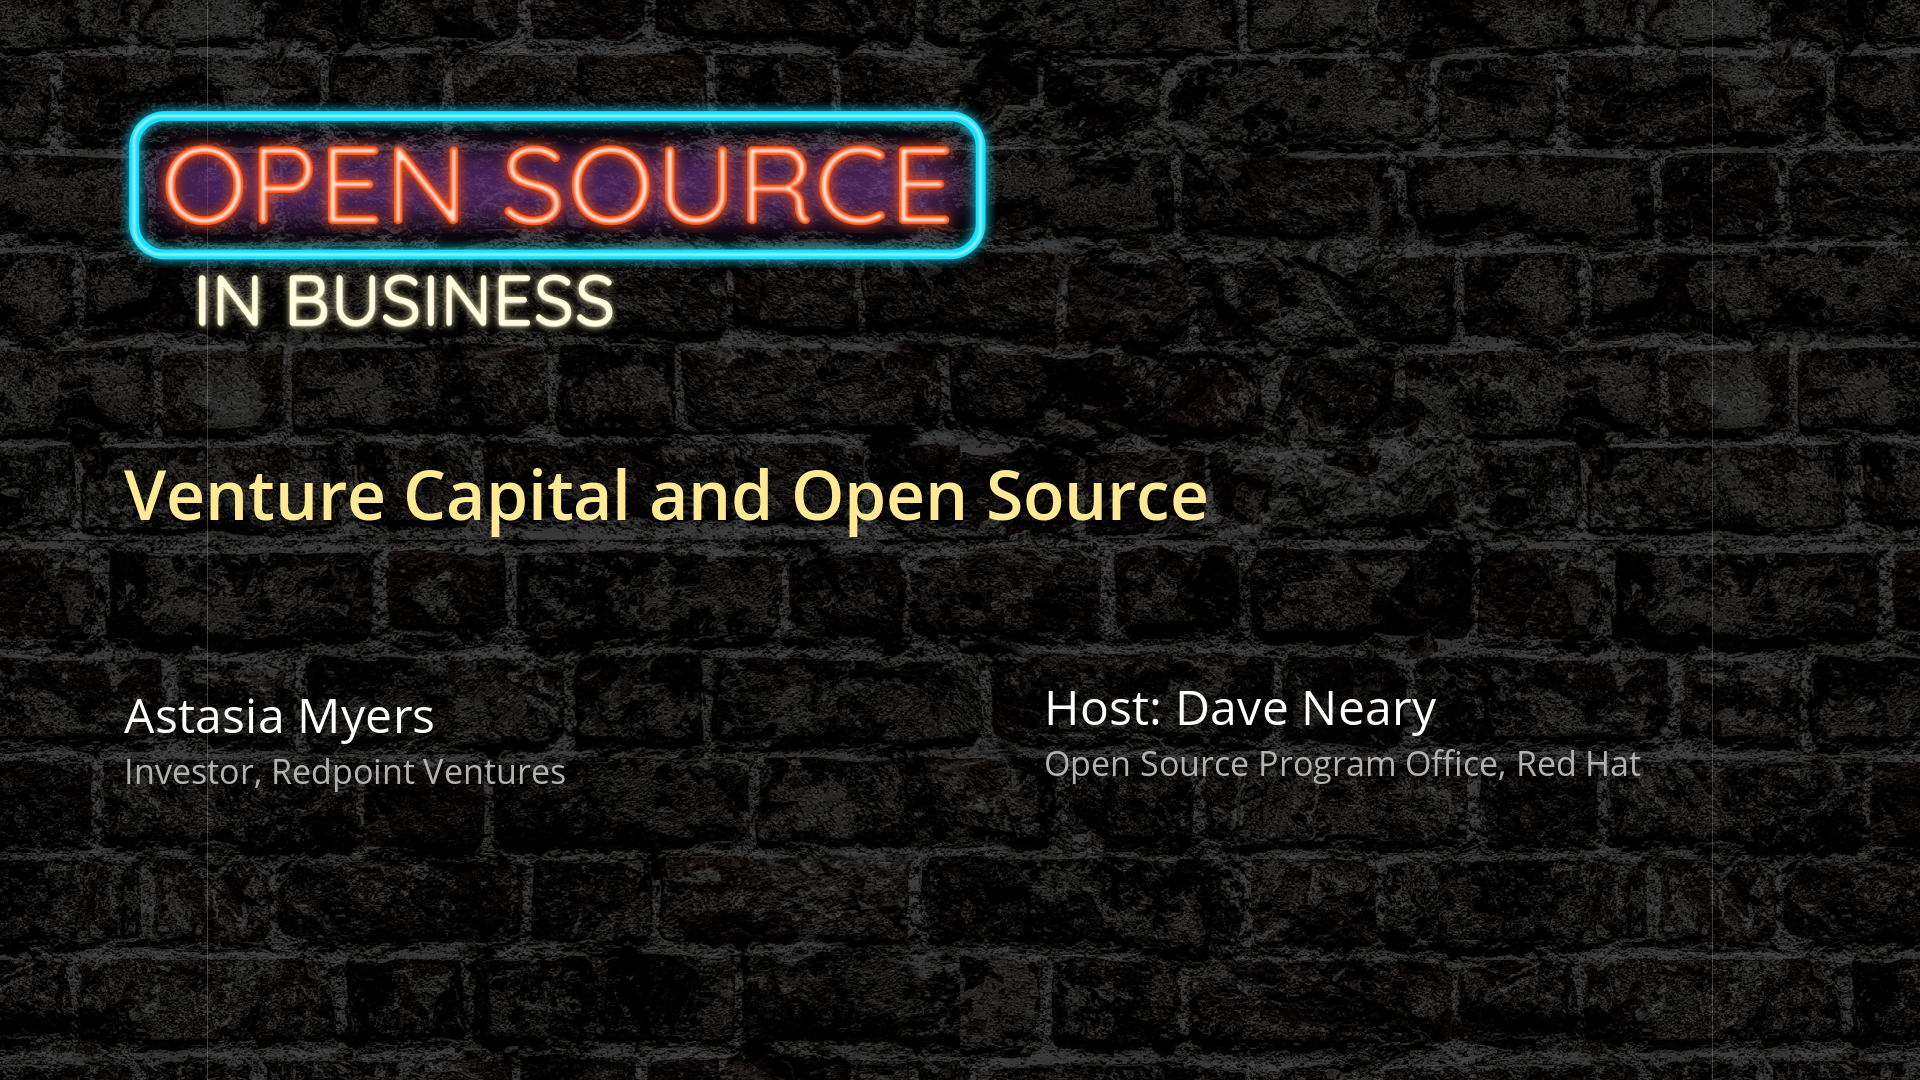 OPEN SOURCE
IN BUSINESS
Venture Capital and Open Source
Astasia Myers
Investor, Redpoint Ventures
Host: Dave Neary
Open Source Program Office, Red Hat